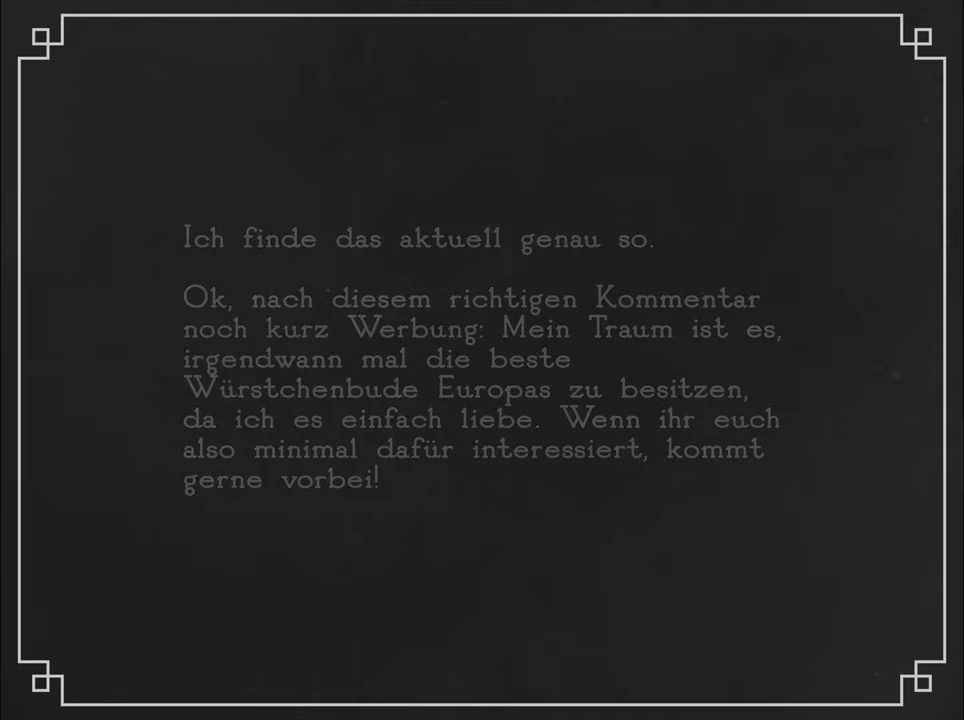 Ich finde das aktuell genau so.
Ok, nach diesem richtigen Kommentar
noch kurz Werbung: Mein Traum ist es,
irgendwann mal die beste
Würstchenbude Europas zu besitzen,
da ich es einfach liebe. Wenn ihr euch
also minimal dafür interessiert, kommt
gerne vorbei!